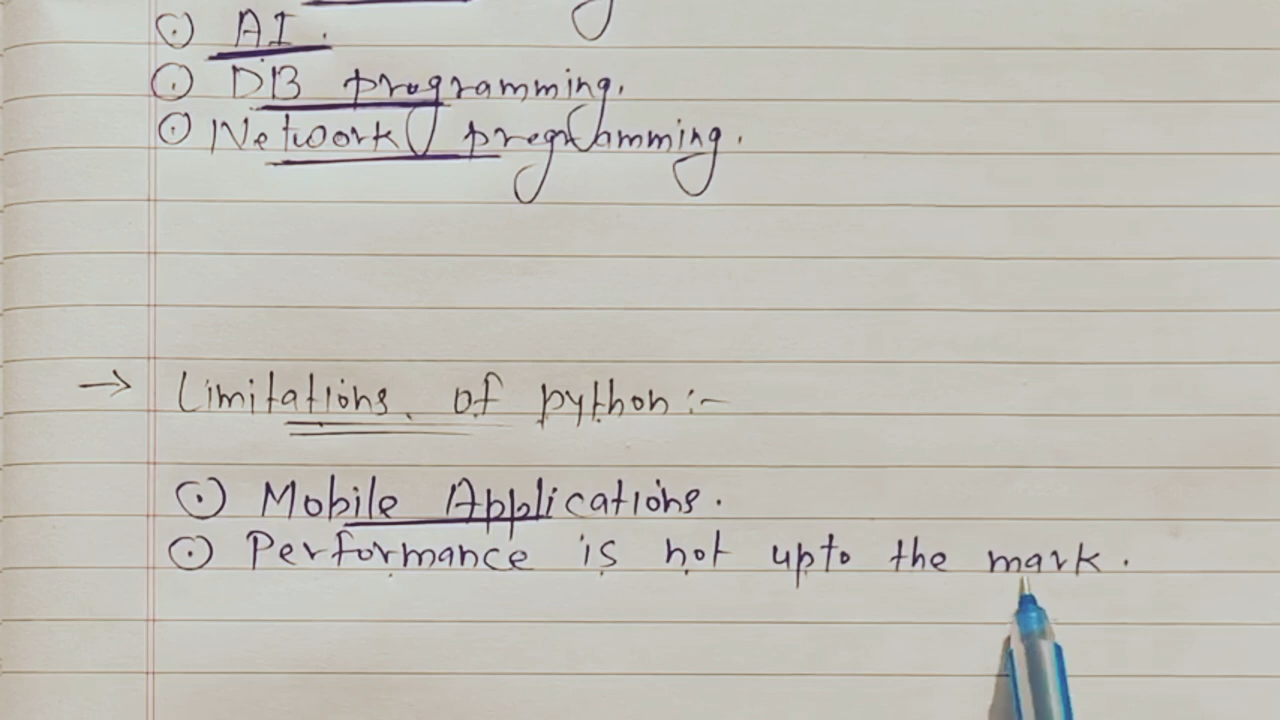 ⊙ AI.
⊙ DB programming.
⊙ Network programming.
→ Limitations of python :-
⊙ Mobile Applications.
⊙ Performance is not upto the mark.